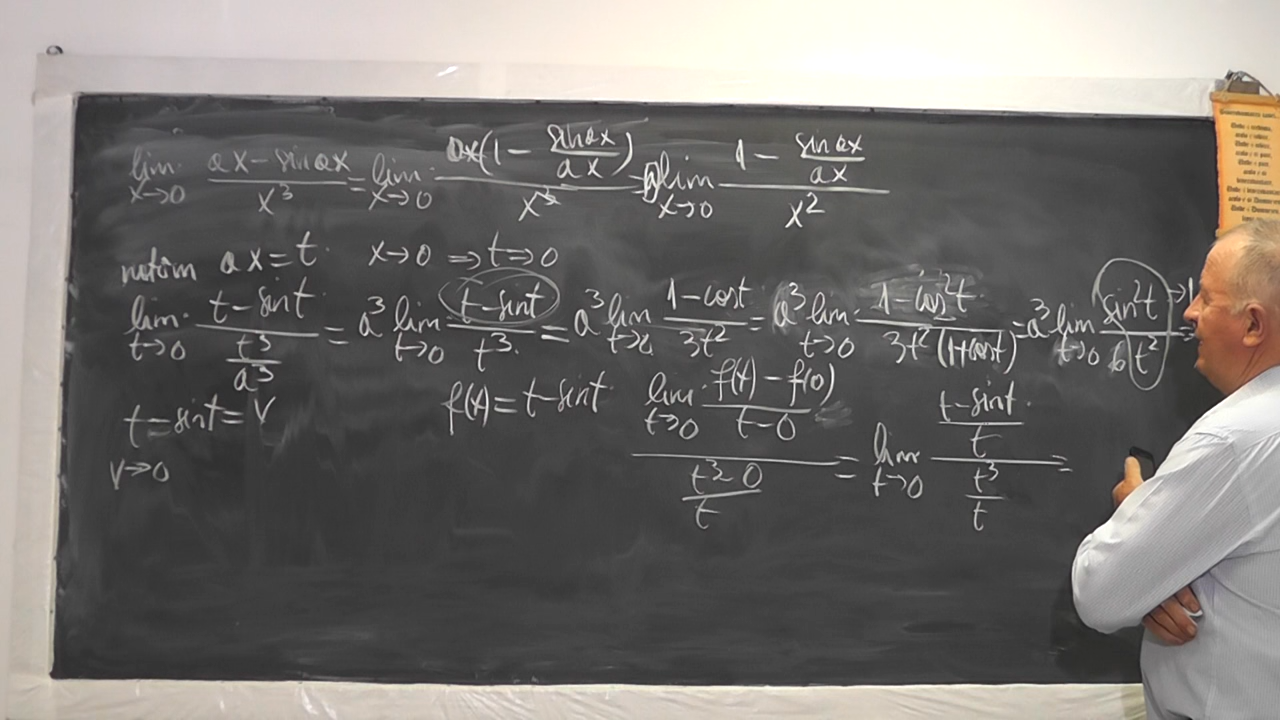 lim x→0 (ax - sin ax)/x³ = lim x→0 ax(1 - sin ax/ax)/x³ = a lim x→0 (1 - sin ax/ax)/x²
notăm ax = t x→0 ⇒ t→0
lim t→0 (t - sin t)/(t³/a³) = a³ lim t→0 (t - sin t)/t³ = a³ lim t→0 (1 - cos t)/3t² = a³ lim t→0 (1 - cos²t)/3t²(1+cos t) = a³ lim t→0 sin²t/6t² →1
t - sin t = v f(t) = t - sin t (lim t→0 (f(t) - f(0))/(t - 0))/((t³ - 0)/t) = lim t→0 ((t - sin t)/t)/(t³/t) =
v→0